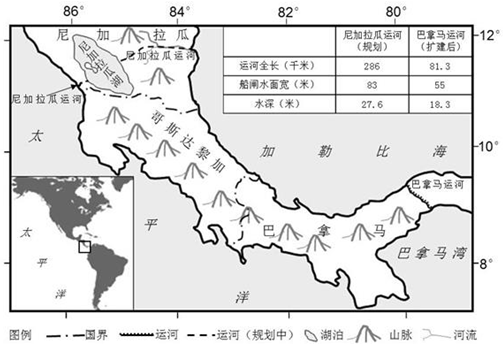 86° 84° 82° 80°
12°
10°
8°
尼加拉瓜
尼加拉瓜湖
尼加拉瓜运河
尼加拉瓜运河
哥斯达黎加
加勒比海
巴拿马运河
巴拿马
巴拿马湾
太平洋
太平洋
尼加拉瓜运河（规划） 巴拿马运河（扩建后）
运河全长（千米） 286 81.3
船闸水面宽（米） 83 55
水深（米） 27.6 18.3
图例 国界 运河 运河（规划中） 湖泊 山脉 河流